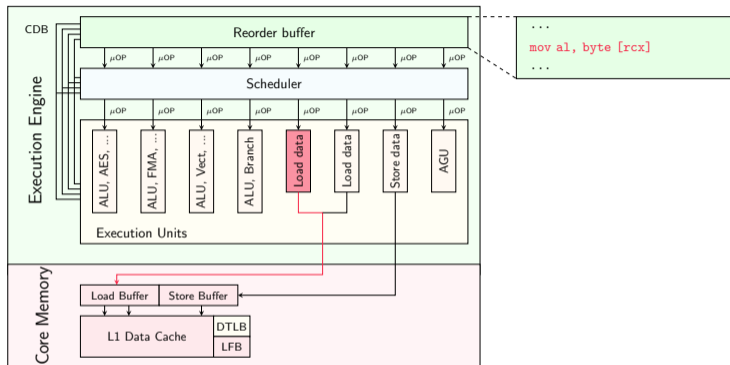 CDB
Reorder buffer
...
mov al, byte [rcx]
...
μOP μOP μOP μOP μOP μOP μOP μOP
Scheduler
μOP μOP μOP μOP μOP μOP μOP μOP
Execution Engine
ALU, AES, ...
ALU, FMA, ...
ALU, Vect, ...
ALU, Branch
Load data
Load data
Store data
AGU
Execution Units
Core Memory
Load Buffer
Store Buffer
L1 Data Cache
DTLB
LFB